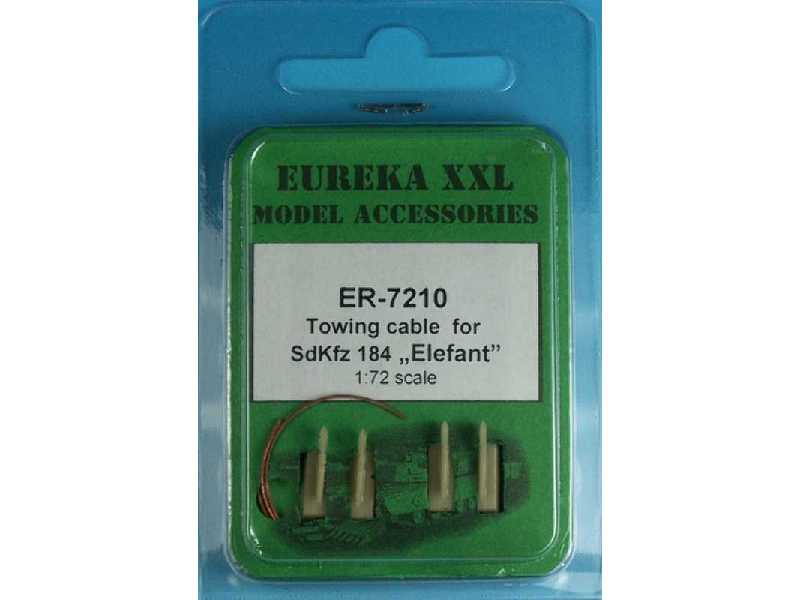 EUREKA XXL
MODEL ACCESSORIES
ER-7210
Towing cable for
SdKfz 184 „Elefant”
1:72 scale